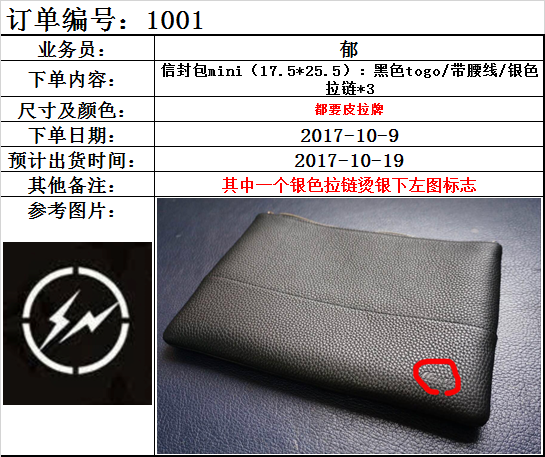 订单编号：1001
业务员： 郁
下单内容： 信封包mini（17.5*25.5）：黑色togo/带腰线/银色
拉链*3
尺寸及颜色： 都要皮拉牌
下单日期： 2017-10-9
预计出货时间： 2017-10-19
其他备注： 其中一个银色拉链烫银下左图标志
参考图片：